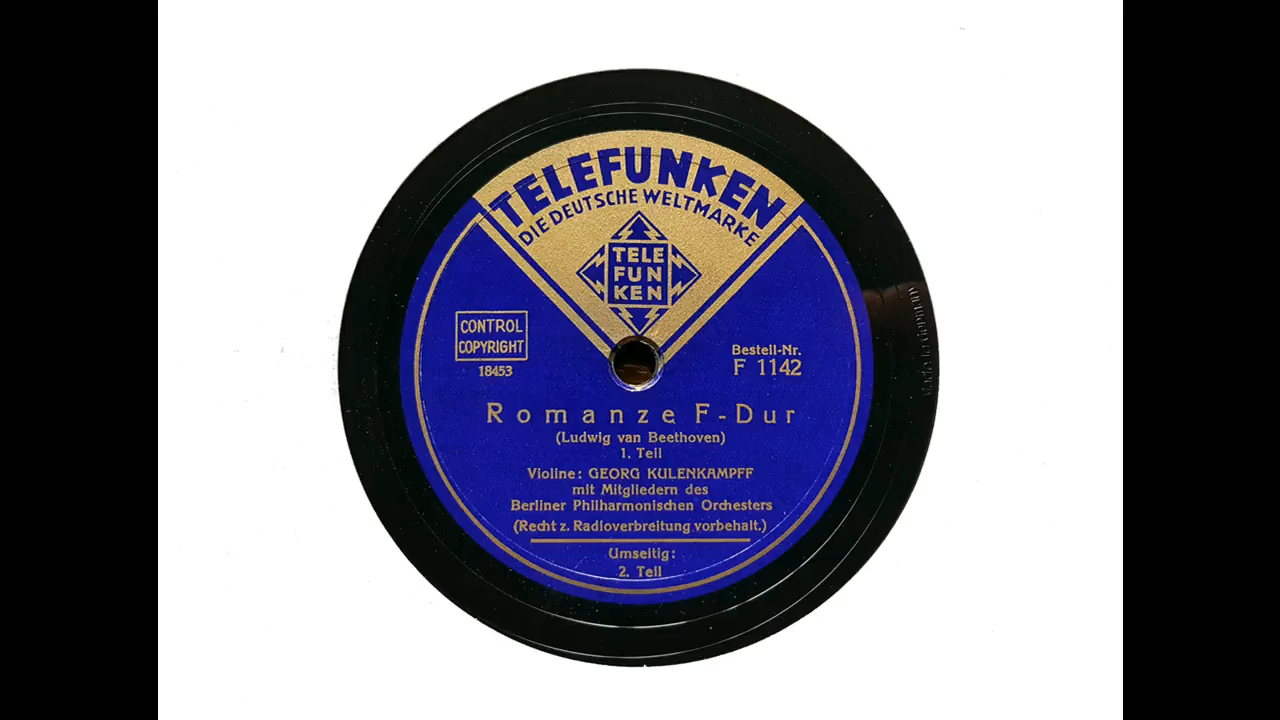 TELEFUNKEN
DIE DEUTSCHE WELTMARKE
TELE
FUN
KEN
CONTROL
COPYRIGHT
18453
Bestell-Nr.
F 1142
Romanze F-Dur
(Ludwig van Beethoven)
1. Teil
Violine: GEORG KULENKAMPFF
mit Mitgliedern des
Berliner Philharmonischen Orchesters
(Recht z. Radioverbreitung vorbehalt.)
Umseitig:
2. Teil